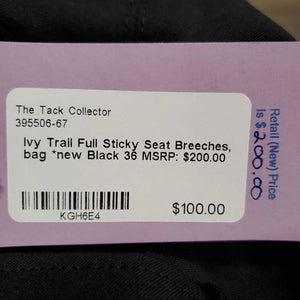 The Tack Collector
395506-67
Ivy Trail Full Sticky Seat Breeches,
bag *new Black 36 MSRP: $200.00
KGH6E4
$100.00
Retail (New) Price
is $200.00